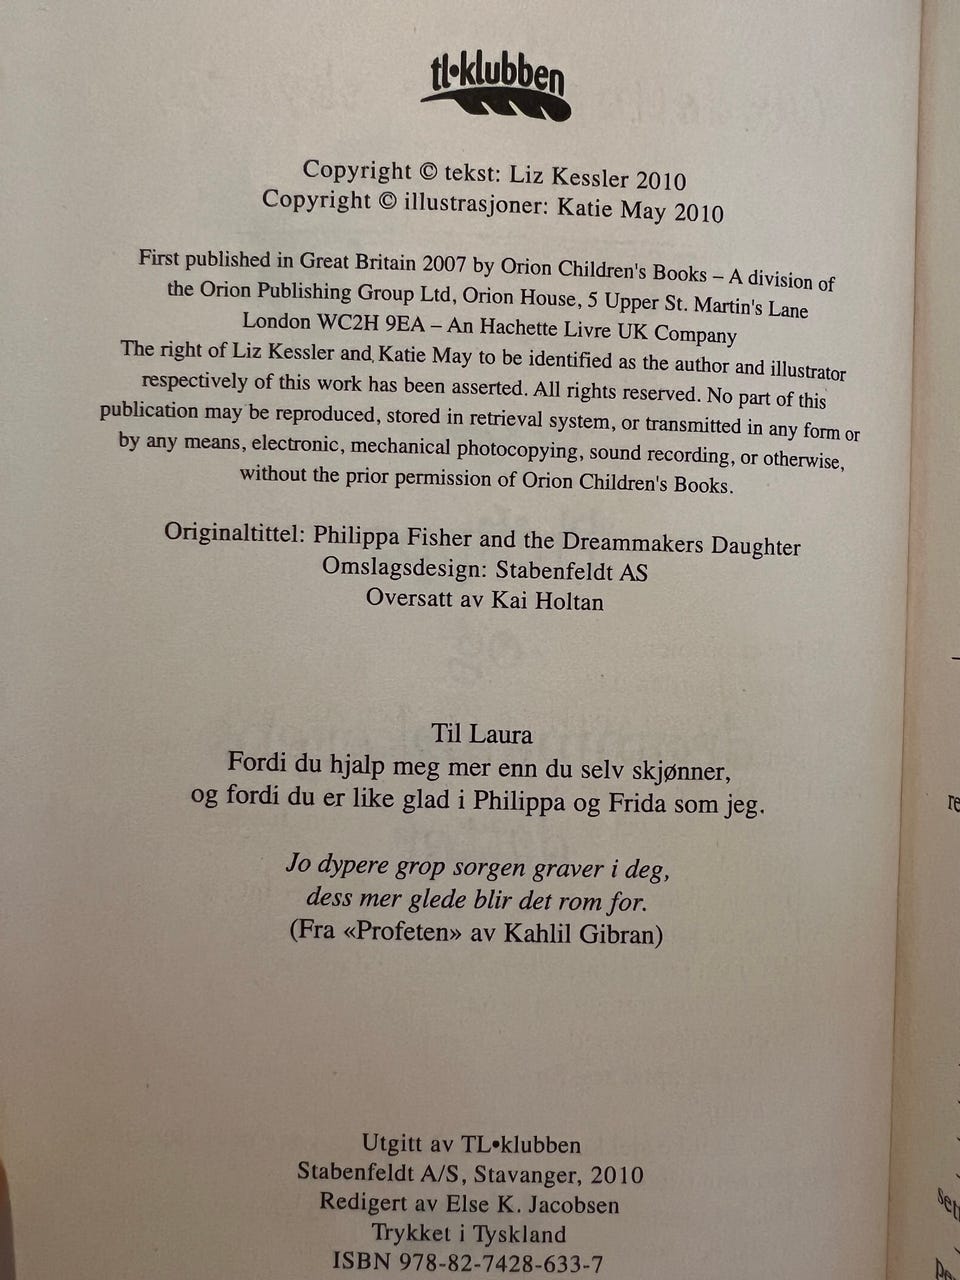 tl•klubben
Copyright © tekst: Liz Kessler 2010
Copyright © illustrasjoner: Katie May 2010
First published in Great Britain 2007 by Orion Children's Books – A division of
the Orion Publishing Group Ltd, Orion House, 5 Upper St. Martin's Lane
London WC2H 9EA – An Hachette Livre UK Company
The right of Liz Kessler and Katie May to be identified as the author and illustrator
respectively of this work has been asserted. All rights reserved. No part of this
publication may be reproduced, stored in retrieval system, or transmitted in any form or
by any means, electronic, mechanical photocopying, sound recording, or otherwise,
without the prior permission of Orion Children's Books.
Originaltittel: Philippa Fisher and the Dreammakers Daughter
Omslagsdesign: Stabenfeldt AS
Oversatt av Kai Holtan
Til Laura
Fordi du hjalp meg mer enn du selv skjønner,
og fordi du er like glad i Philippa og Frida som jeg.
Jo dypere grop sorgen graver i deg,
dess mer glede blir det rom for.
(Fra «Profeten» av Kahlil Gibran)
Utgitt av TL•klubben
Stabenfeldt A/S, Stavanger, 2010
Redigert av Else K. Jacobsen
Trykket i Tyskland
ISBN 978-82-7428-633-7